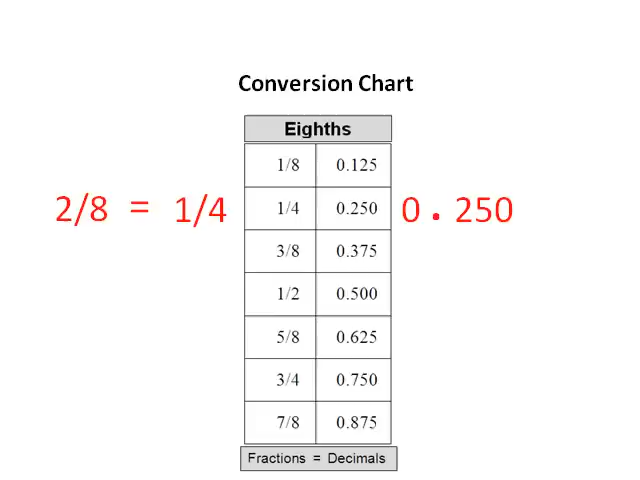 Conversion Chart
Eighths
1/8 0.125
2/8 = 1/4 1/4 0.250 0 . 250
3/8 0.375
1/2 0.500
5/8 0.625
3/4 0.750
7/8 0.875
Fractions = Decimals